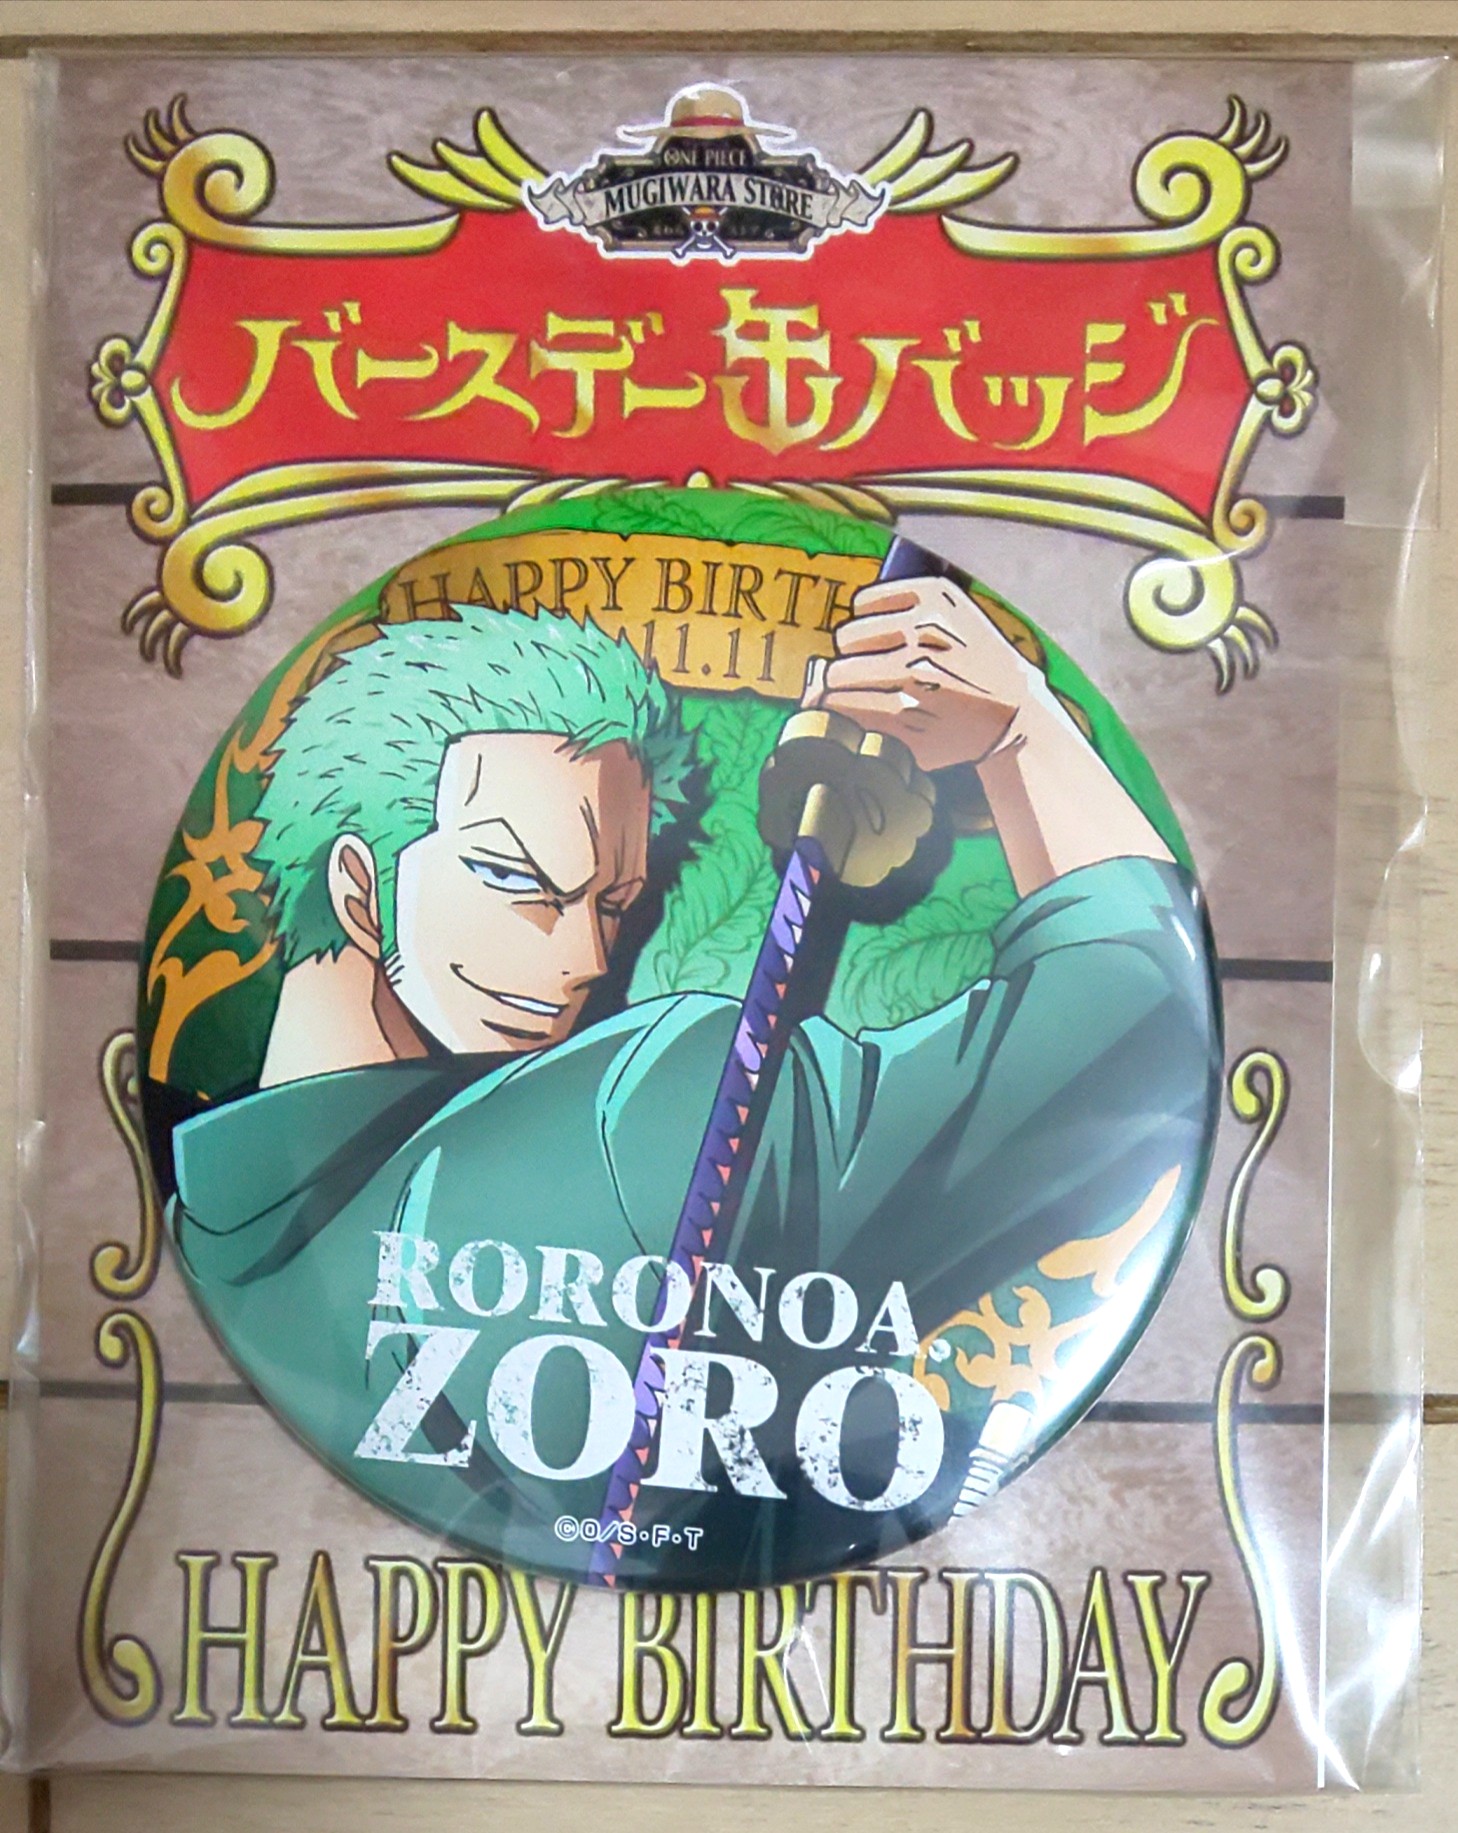 ONE PIECE
MUGIWARA STORE
バースデー缶バッジ
HAPPY BIRTH
11.11
RORONOA
ZORO
©O/S・F・T
HAPPY BIRTHDAY